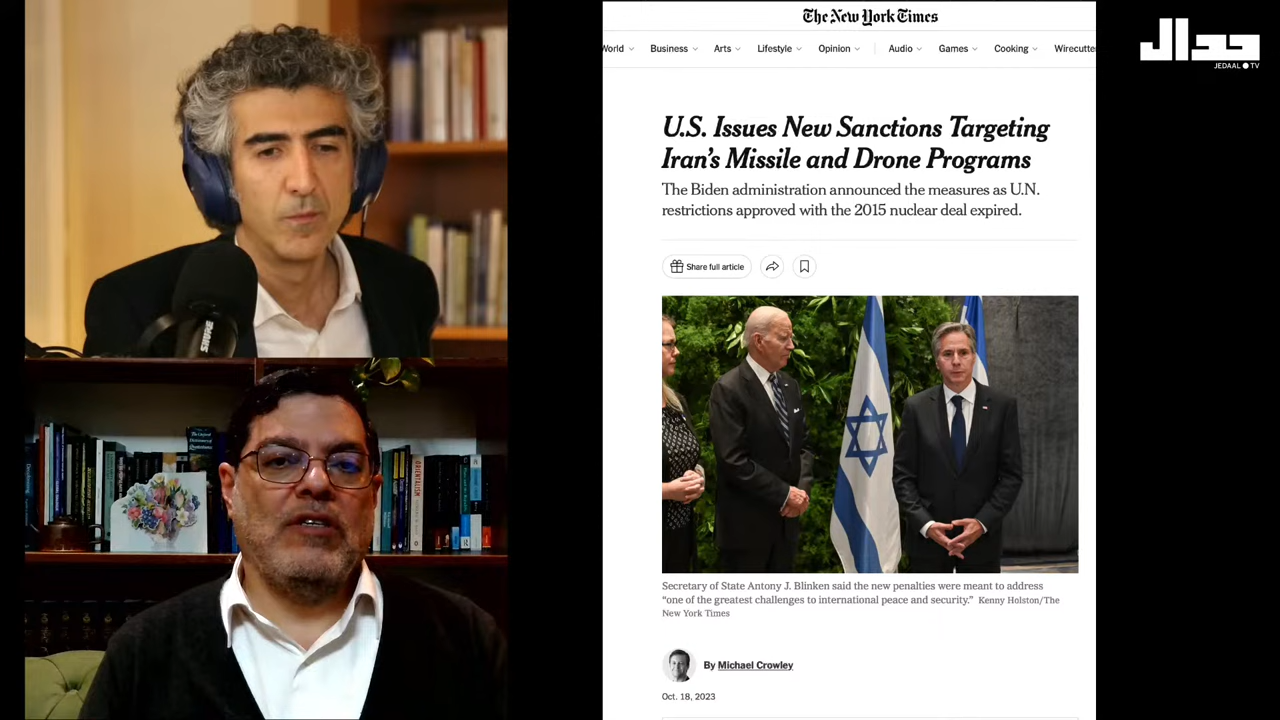 The New York Times
World
Business
Arts
Lifestyle
Opinion
Audio
Games
Cooking
Wirecutte
U.S. Issues New Sanctions Targeting
Iran's Missile and Drone Programs
The Biden administration announced the measures as U.N.
restrictions approved with the 2015 nuclear deal expired.
Share full article
Secretary of State Antony J. Blinken said the new penalties were meant to address
“one of the greatest challenges to international peace and security.” Kenny Holston/The
New York Times
By Michael Crowley
Oct. 18, 2023
جدال
JEDAAL TV
SHURE
ORIENTALISM